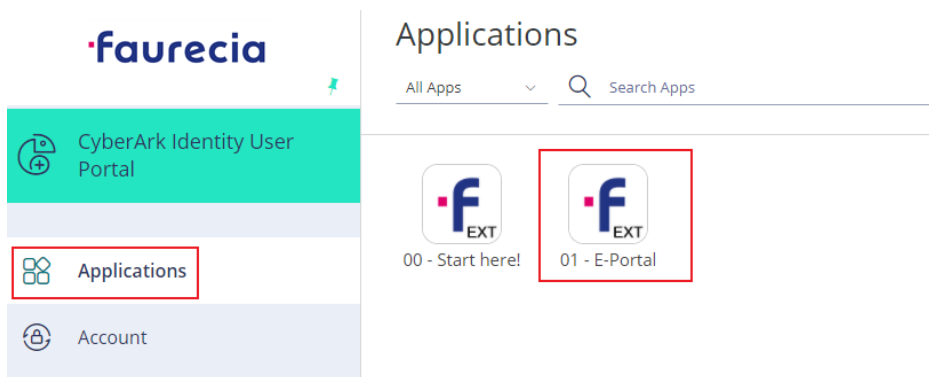 faurecia
CyberArk Identity User
Portal
Applications
Account
Applications
All Apps
Search Apps
f EXT
00 - Start here!
f EXT
01 - E-Portal